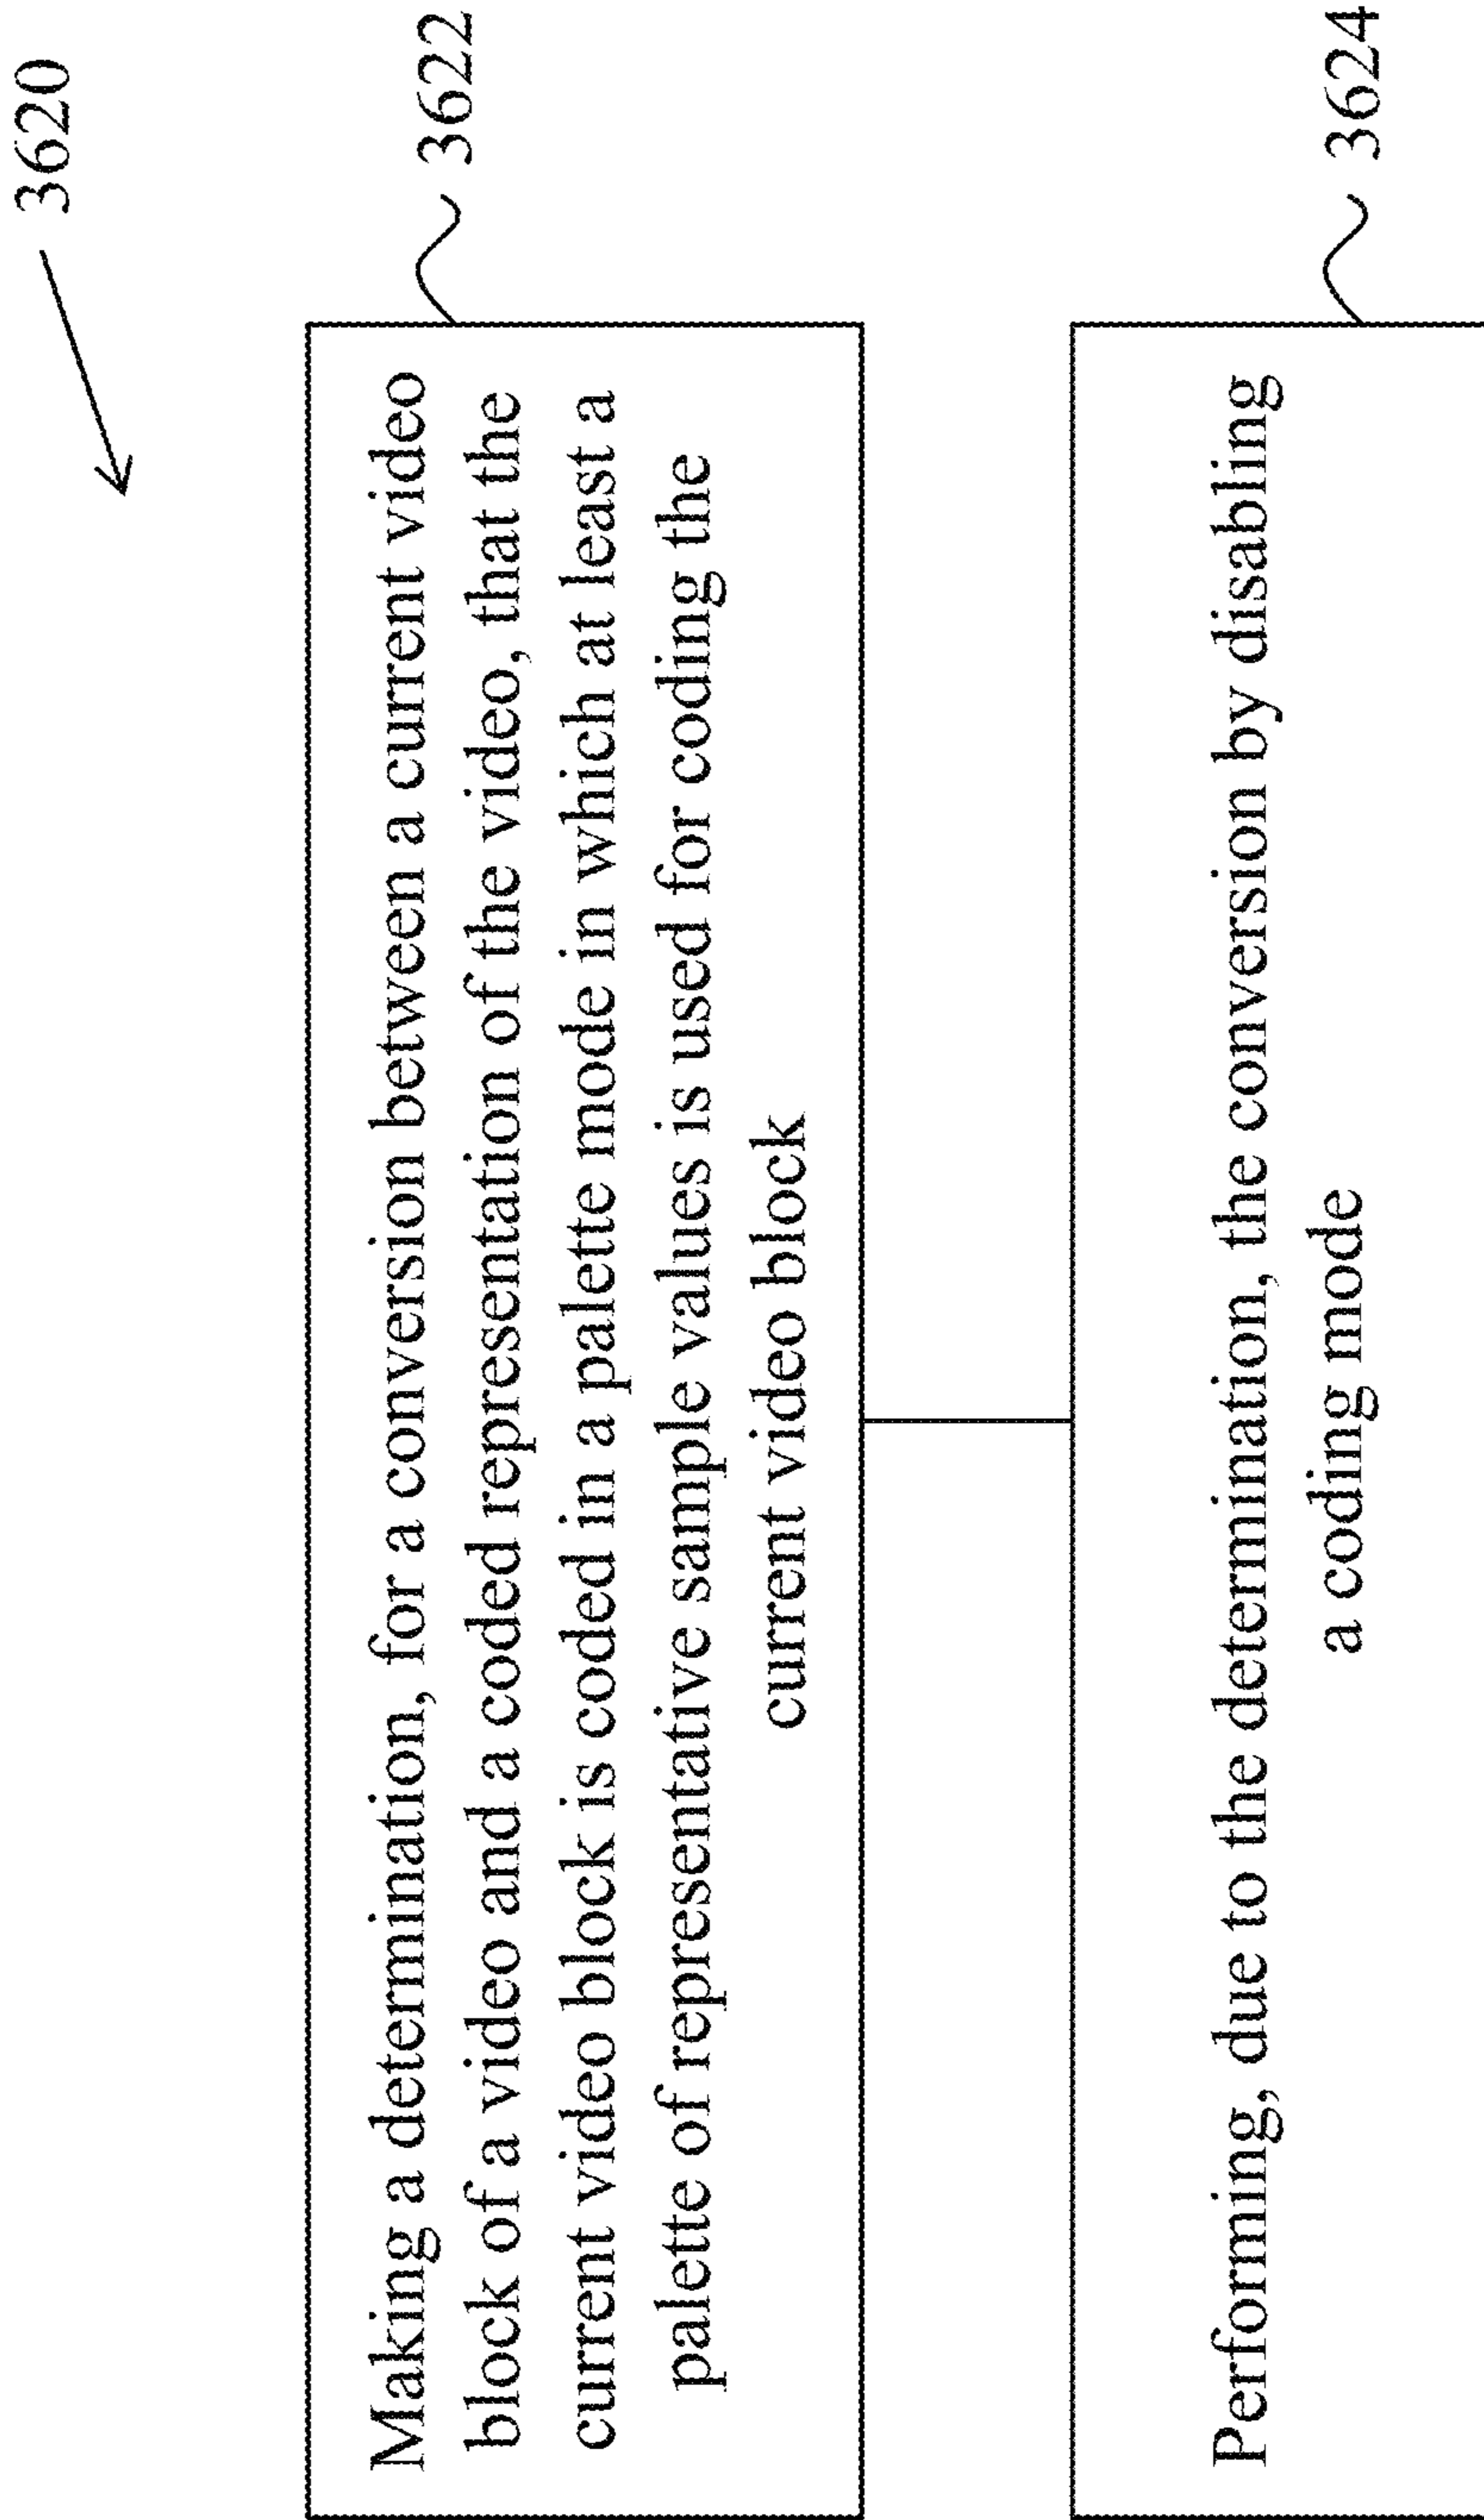 3620
Making a determination, for a conversion between a current video
block of a video and a coded representation of the video, that the
current video block is coded in a palette mode in which at least a
palette of representative sample values is used for coding the
current video block
3622
Performing, due to the determination, the conversion by disabling
a coding mode
3624